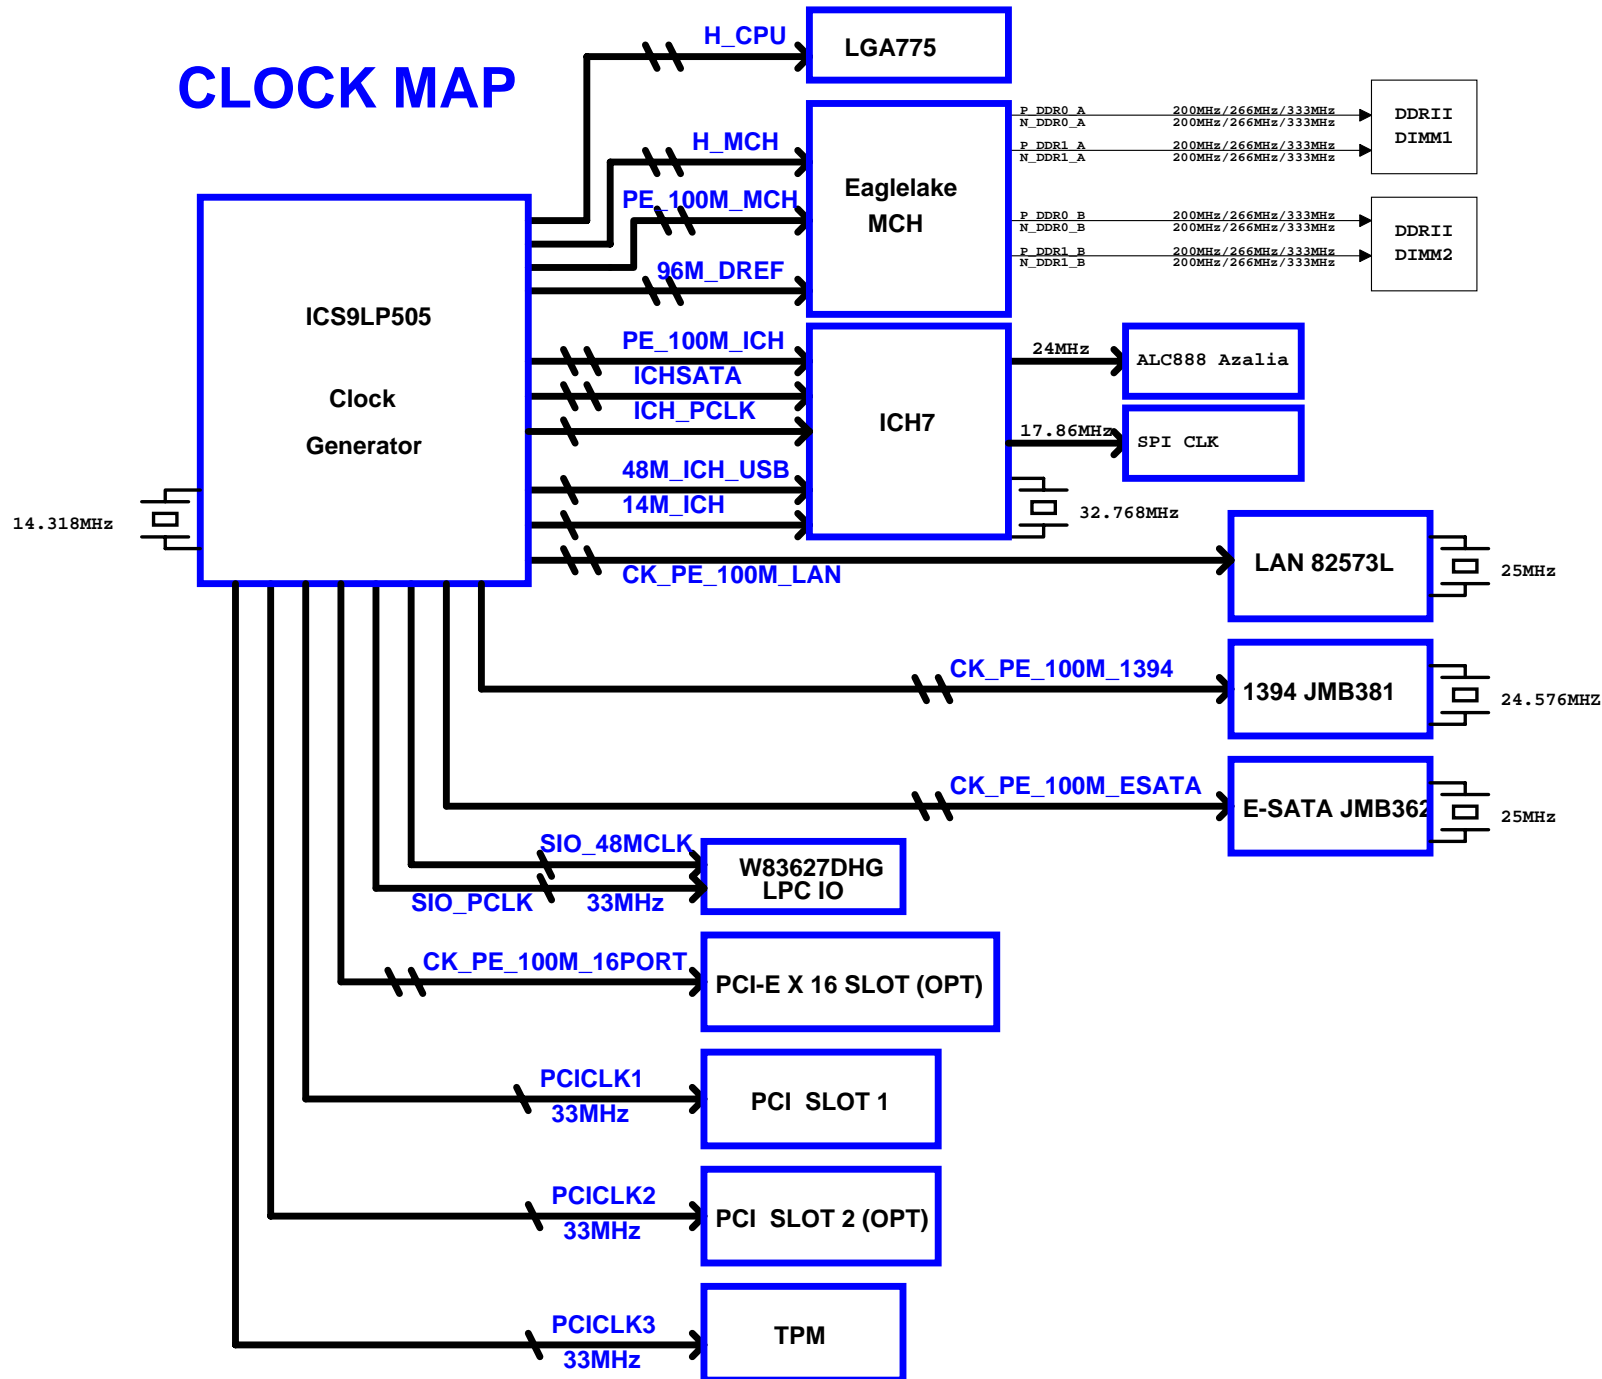 CLOCK MAP
H_CPU
LGA775
H_MCH
PE_100M_MCH
96M_DREF
Eaglelake
MCH
P_DDR0_A 200MHz/266MHz/333MHz
N_DDR0_A 200MHz/266MHz/333MHz
P_DDR1_A 200MHz/266MHz/333MHz
N_DDR1_A 200MHz/266MHz/333MHz
DDRII
DIMM1
P_DDR0_B 200MHz/266MHz/333MHz
N_DDR0_B 200MHz/266MHz/333MHz
P_DDR1_B 200MHz/266MHz/333MHz
N_DDR1_B 200MHz/266MHz/333MHz
DDRII
DIMM2
ICS9LP505
Clock
Generator
14.318MHz
PE_100M_ICH
ICHSATA
ICH_PCLK
48M_ICH_USB
14M_ICH
ICH7
24MHz
ALC888 Azalia
17.86MHz
SPI CLK
32.768MHz
CK_PE_100M_LAN
LAN 82573L
25MHz
CK_PE_100M_1394
1394 JMB381
24.576MHZ
CK_PE_100M_ESATA
E-SATA JMB362
25MHz
SIO_48MCLK
SIO_PCLK 33MHz
W83627DHG
LPC IO
CK_PE_100M_16PORT
PCI-E X 16 SLOT (OPT)
PCICLK1
33MHz
PCI SLOT 1
PCICLK2
33MHz
PCI SLOT 2 (OPT)
PCICLK3
33MHz
TPM